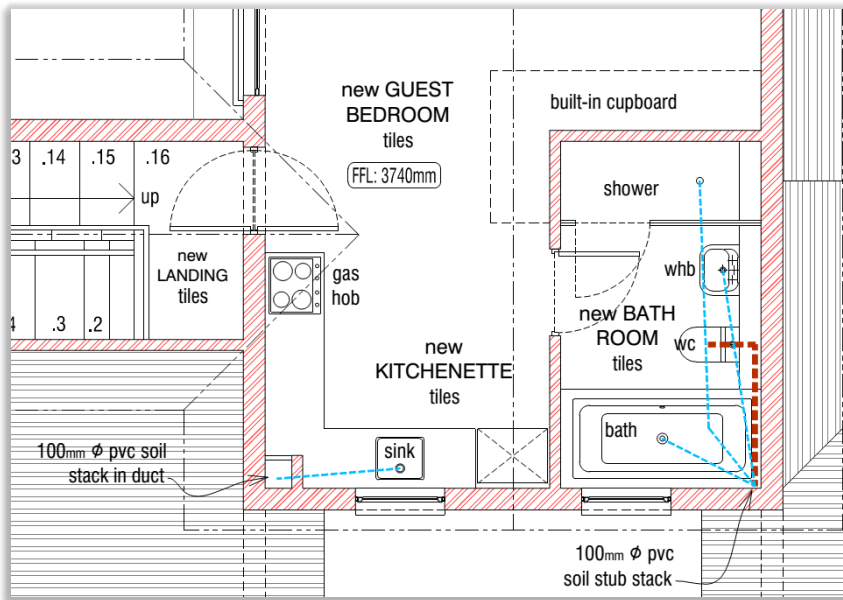 new GUEST
BEDROOM
tiles
FFL: 3740mm
built-in cupboard
shower
3 .14 .15 .16
up
new
LANDING
tiles
4 .3 .2
gas
hob
whb
new BATH
ROOM
tiles
wc
new
KITCHENETTE
tiles
sink
bath
100mm ϕ pvc soil
stack in duct
100mm ϕ pvc
soil stub stack